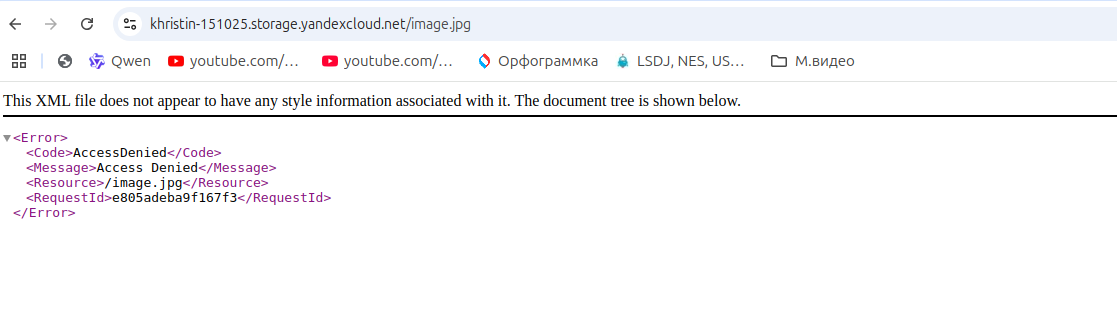 khristin-151025.storage.yandexcloud.net/image.jpg
Qwen youtube.com/... youtube.com/... Орфограммка LSDJ, NES, US... М.видео
This XML file does not appear to have any style information associated with it. The document tree is shown below.
<Error>
<Code>AccessDenied</Code>
<Message>Access Denied</Message>
<Resource>/image.jpg</Resource>
<RequestId>e805adeba9f167f3</RequestId>
</Error>